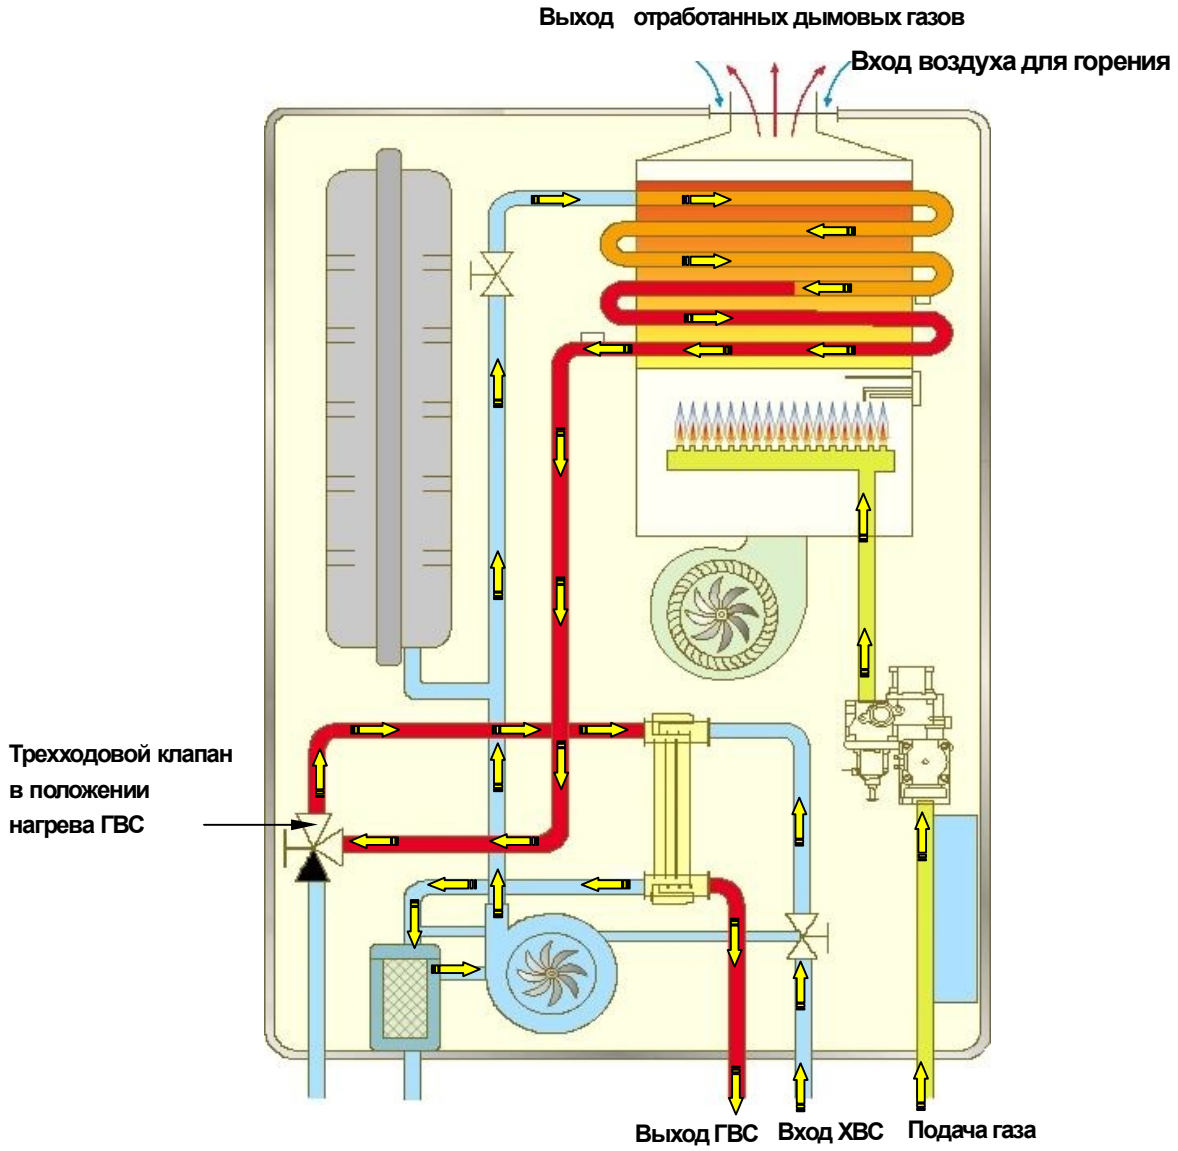 Выход отработанных дымовых газов
Вход воздуха для горения
Трехходовой клапан
в положении
нагрева ГВС
Выход ГВС
Вход ХВС
Подача газа